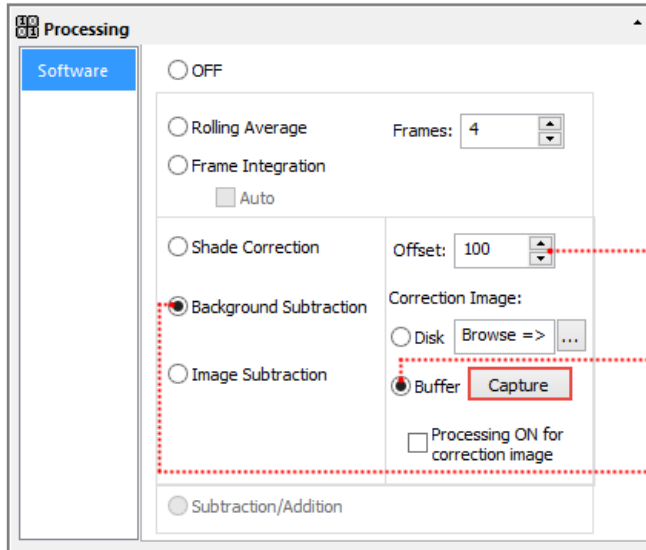 Processing
Software
OFF
Rolling Average
Frames: 4
Frame Integration
Auto
Shade Correction
Offset: 100
Background Subtraction
Correction Image:
Disk Browse => ...
Image Subtraction
Buffer Capture
Processing ON for
correction image
Subtraction/Addition